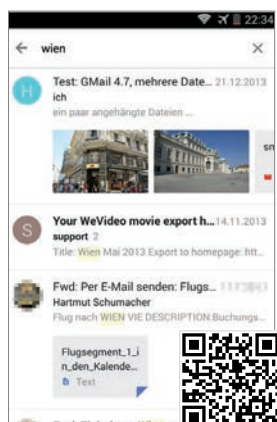 22:34
wien
H
Test: GMail 4.7, mehrere Date... 21.12.2013
ich
ein paar angehängte Dateien ...
sn
S
Your WeVideo movie export h... 14.11.2013
support 2
Title: Wien Mai 2013 Export to homepage: htt...
Fwd: Per E-Mail senden: Flugs...
Hartmut Schumacher
Flug nach WIEN VIE DESCRIPTION:Buchungs...
Flugsegment_1_i
n_den_Kalende...
Text